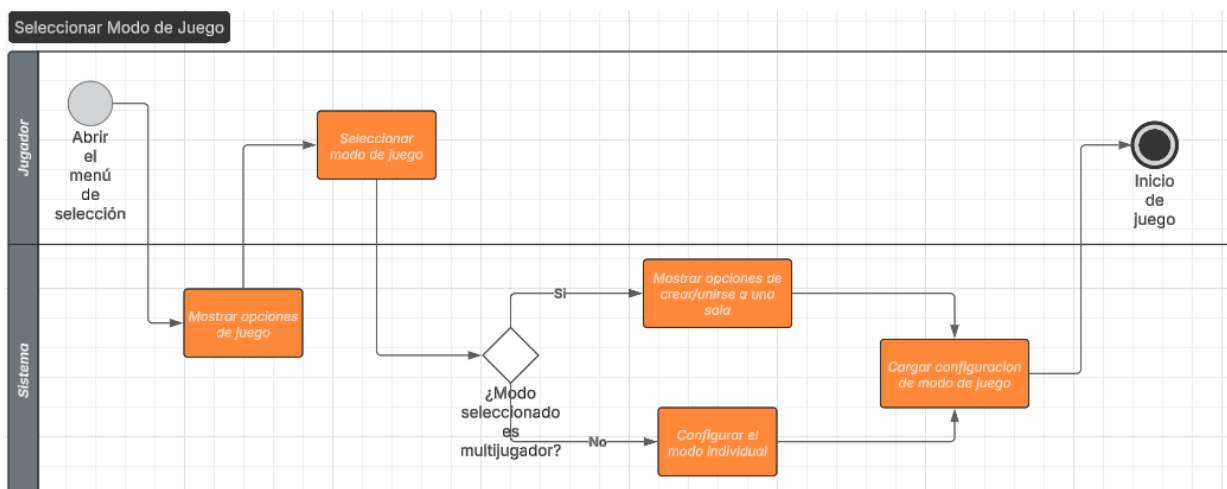 Seleccionar Modo de Juego
Jugador
Abrir
el
menú
de
selección
Seleccionar
modo de juego
Inicio
de
juego
Sistema
Mostrar opciones
de juego
¿Modo
seleccionado
es
multijugador?
Si
Mostrar opciones de
crear/unirse a una
sala
No
Configurar el
modo individual
Cargar configuracion
de modo de juego